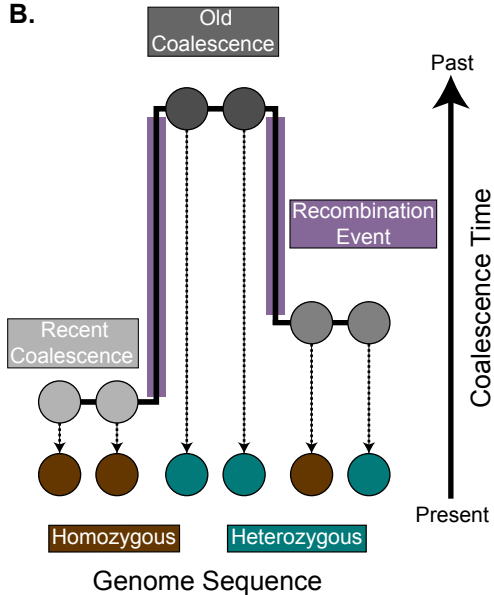 B.
Old
Coalescence
Past
Recombination
Event
Coalescence Time
Recent
Coalescence
Present
Homozygous
Heterozygous
Genome Sequence